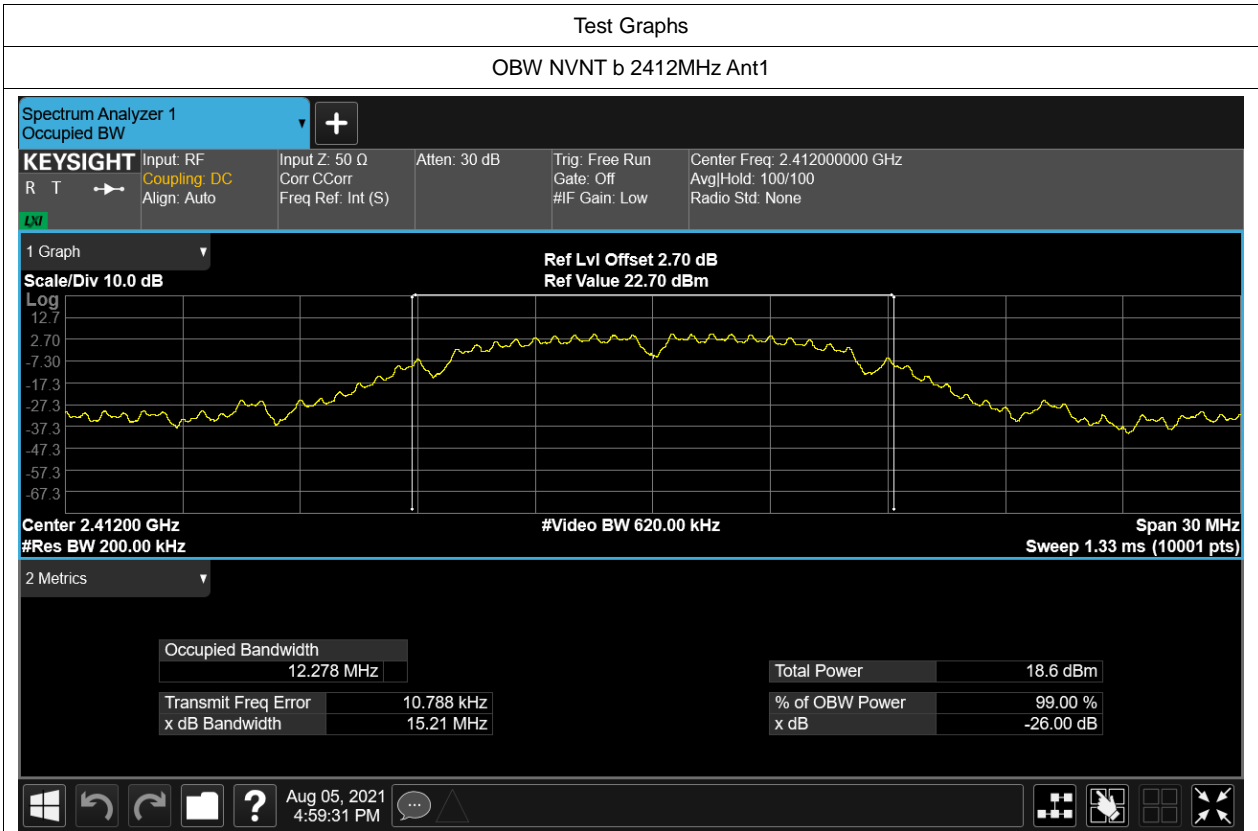 Test Graphs
OBW NVNT b 2412MHz Ant1
Spectrum Analyzer 1
Occupied BW
KEYSIGHT
R T
LXI
Input: RF
Coupling: DC
Align: Auto
Input Z: 50 Ω
Corr CCorr
Freq Ref: Int (S)
Atten: 30 dB
Trig: Free Run
Gate: Off
#IF Gain: Low
Center Freq: 2.412000000 GHz
Avg|Hold: 100/100
Radio Std: None
1 Graph
Scale/Div 10.0 dB
Ref Lvl Offset 2.70 dB
Ref Value 22.70 dBm
Log
12.7
2.70
-7.30
-17.3
-27.3
-37.3
-47.3
-57.3
-67.3
Center 2.41200 GHz
#Video BW 620.00 kHz
Span 30 MHz
#Res BW 200.00 kHz
Sweep 1.33 ms (10001 pts)
2 Metrics
Occupied Bandwidth
12.278 MHz
Total Power 18.6 dBm
Transmit Freq Error 10.788 kHz
% of OBW Power 99.00 %
x dB Bandwidth 15.21 MHz
x dB -26.00 dB
?
Aug 05, 2021
4:59:31 PM